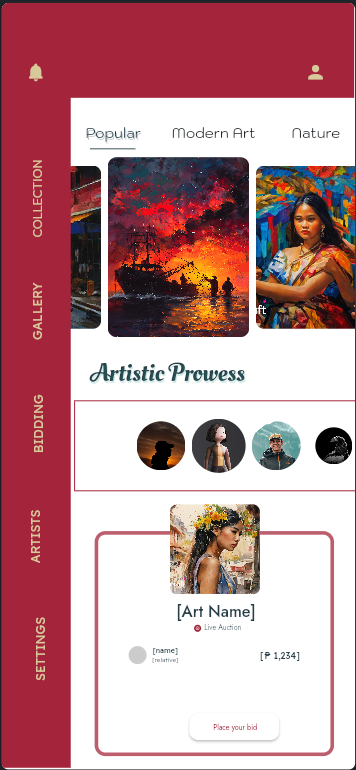 Popular
Modern Art
Nature
COLLECTION
GALLERY
BIDDING
ARTISTS
SETTINGS
ft
Artistic Prowess
[Art Name]
Live Auction
[name]
[relative]
[₱ 1,234]
Place your bid